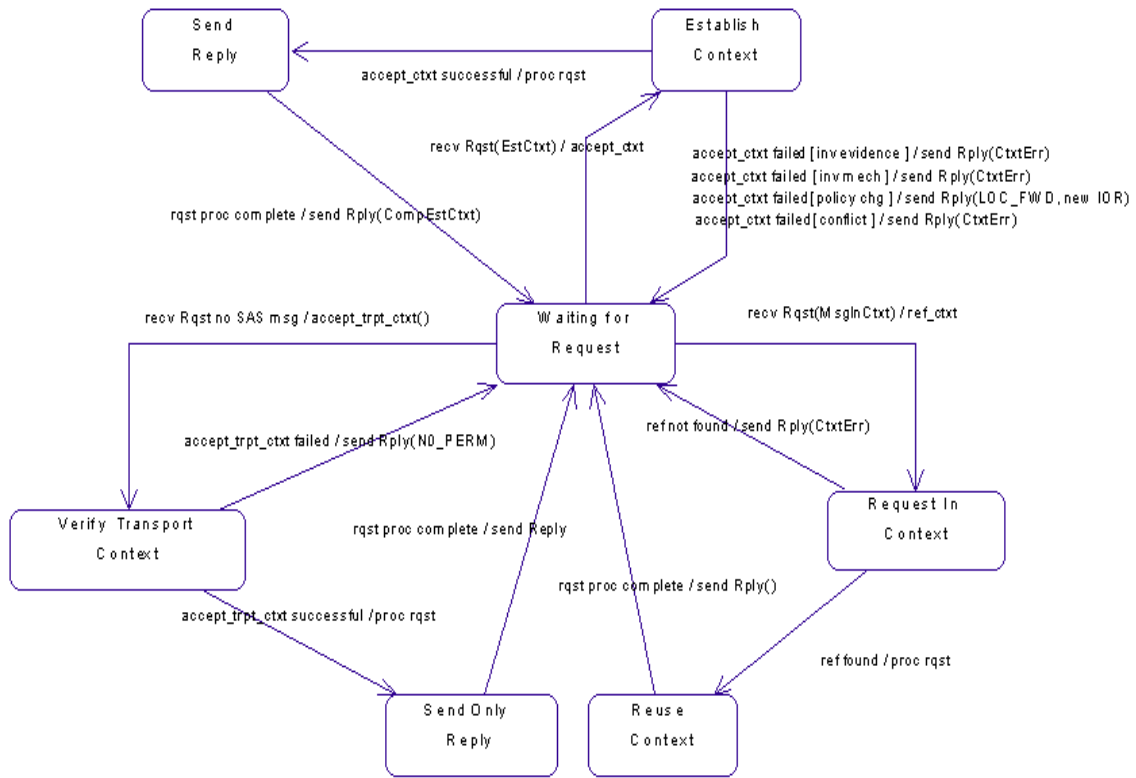 Send
Reply
Establish
Context
accept_ctxt successful / proc rqst
recv Rqst(EstCtxt) / accept_ctxt
accept_ctxt failed [inv evidence ] / send Rply(CtxtErr)
accept_ctxt failed [inv mech ] / send Rply(CtxtErr)
accept_ctxt failed [policy chg ] / send Rply(LOC_FWD, new IOR)
accept_ctxt failed [conflict ] / send Rply(CtxtErr)
rqst proc complete / send Rply(CompEstCtxt)
recv Rqst no SAS msg / accept_trpt_ctxt()
Waiting for
Request
recv Rqst(MsgInCtxt) / ref_ctxt
accept_trpt_ctxt failed / send Rply(N0_PERM)
ref not found / send Rply(CtxtErr)
Verify Transport
Context
rqst proc complete / send Reply
Request In
Context
rqst proc complete / send Rply()
accept_trpt_ctxt successful / proc rqst
ref found / proc rqst
Send Only
Reply
Reuse
Context